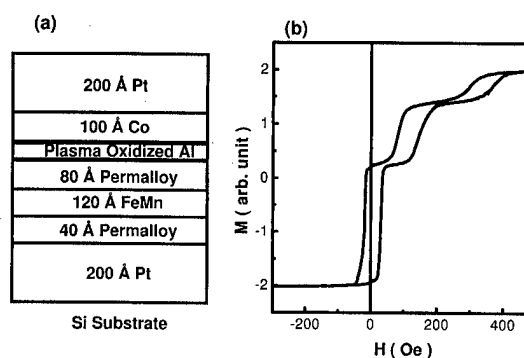 (a)
200 Å Pt
100 Å Co
Plasma Oxidized Al
80 Å Permalloy
120 Å FeMn
40 Å Permalloy
200 Å Pt
Si Substrate
(b)
M ( arb. unit )
2
1
0
-1
-2
-200
0
200
400
H ( Oe )